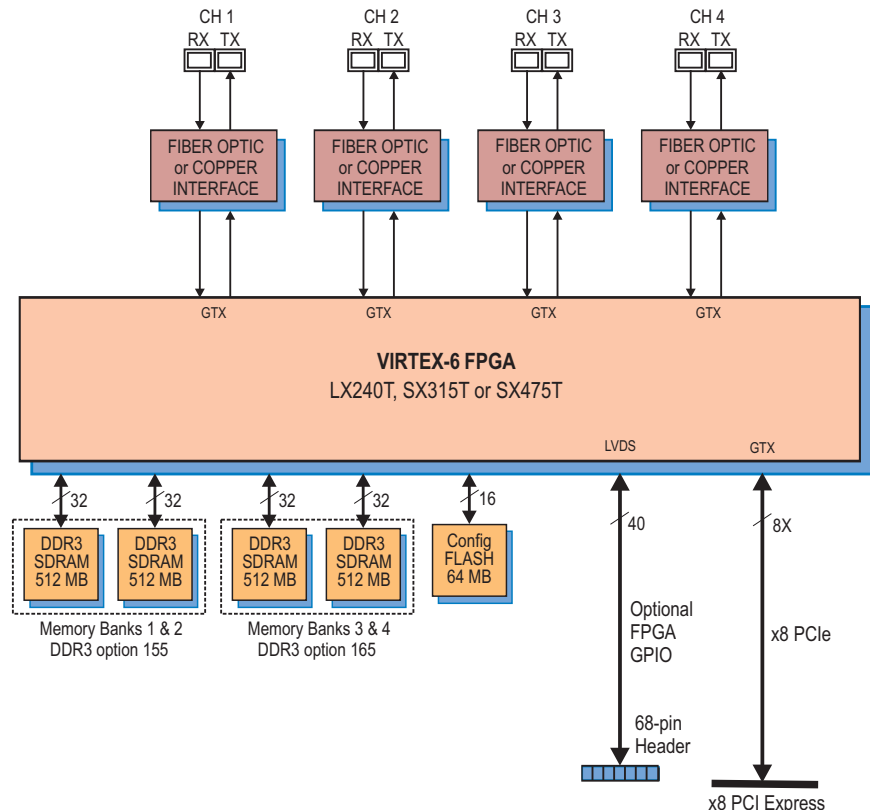 CH 1
CH 2
CH 3
CH 4
RX TX
RX TX
RX TX
RX TX
FIBER OPTIC
or COPPER
INTERFACE
FIBER OPTIC
or COPPER
INTERFACE
FIBER OPTIC
or COPPER
INTERFACE
FIBER OPTIC
or COPPER
INTERFACE
GTX
GTX
GTX
GTX
VIRTEX-6 FPGA
LX240T, SX315T or SX475T
LVDS
GTX
32
32
32
32
16
40
8X
DDR3
SDRAM
512 MB
DDR3
SDRAM
512 MB
DDR3
SDRAM
512 MB
DDR3
SDRAM
512 MB
Config
FLASH
64 MB
Memory Banks 1 & 2
DDR3 option 155
Memory Banks 3 & 4
DDR3 option 165
Optional
FPGA
GPIO
x8 PCIe
68-pin
Header
x8 PCI Express